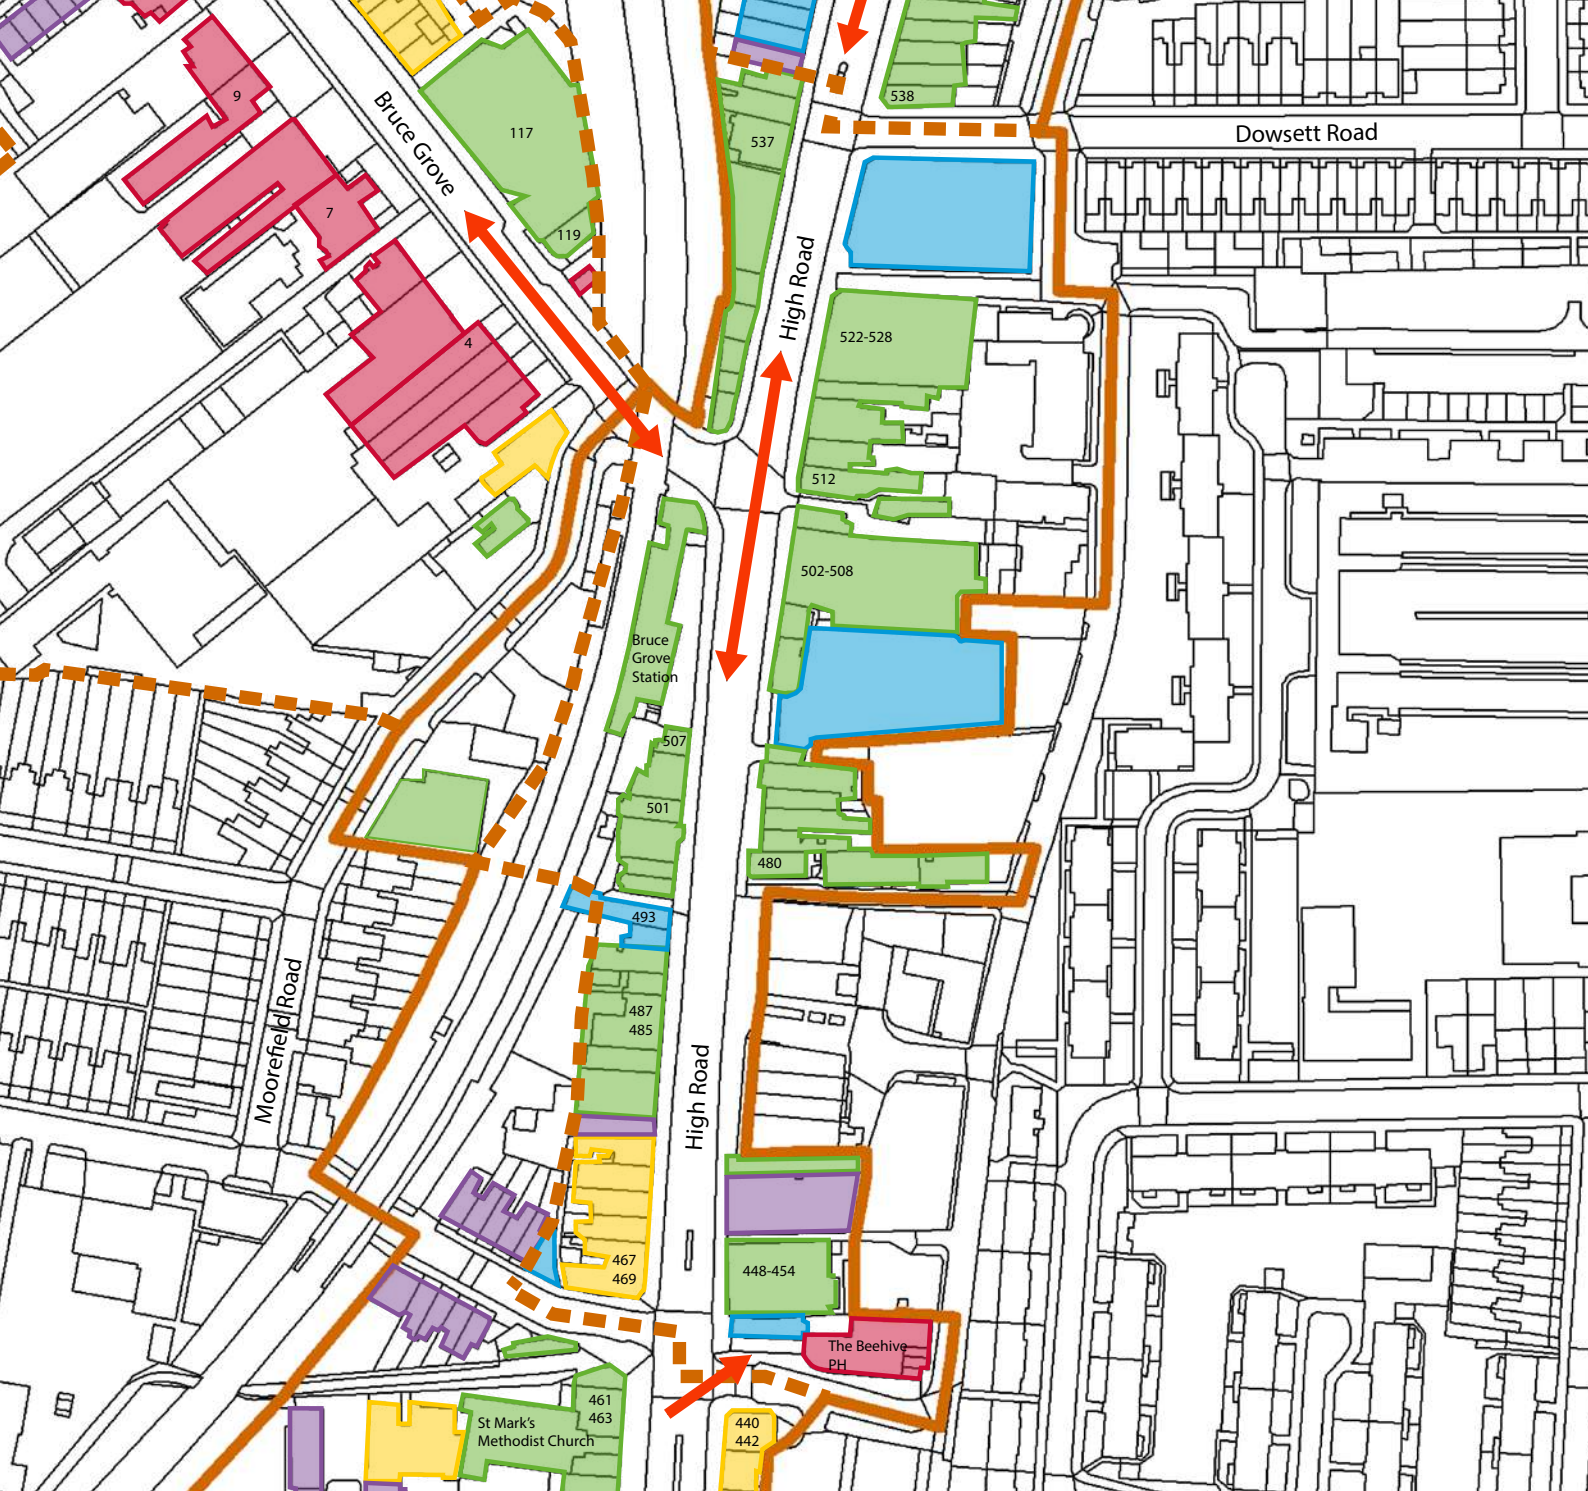 9
117
Bruce Grove
7
119
4
537
538
Dowsett Road
High Road
522-528
512
502-508
Bruce
Grove
Station
507
501
480
493
487
485
Moorefield Road
High Road
467
469
448-454
The Beehive
PH
461
463
St Mark's
Methodist Church
440
442